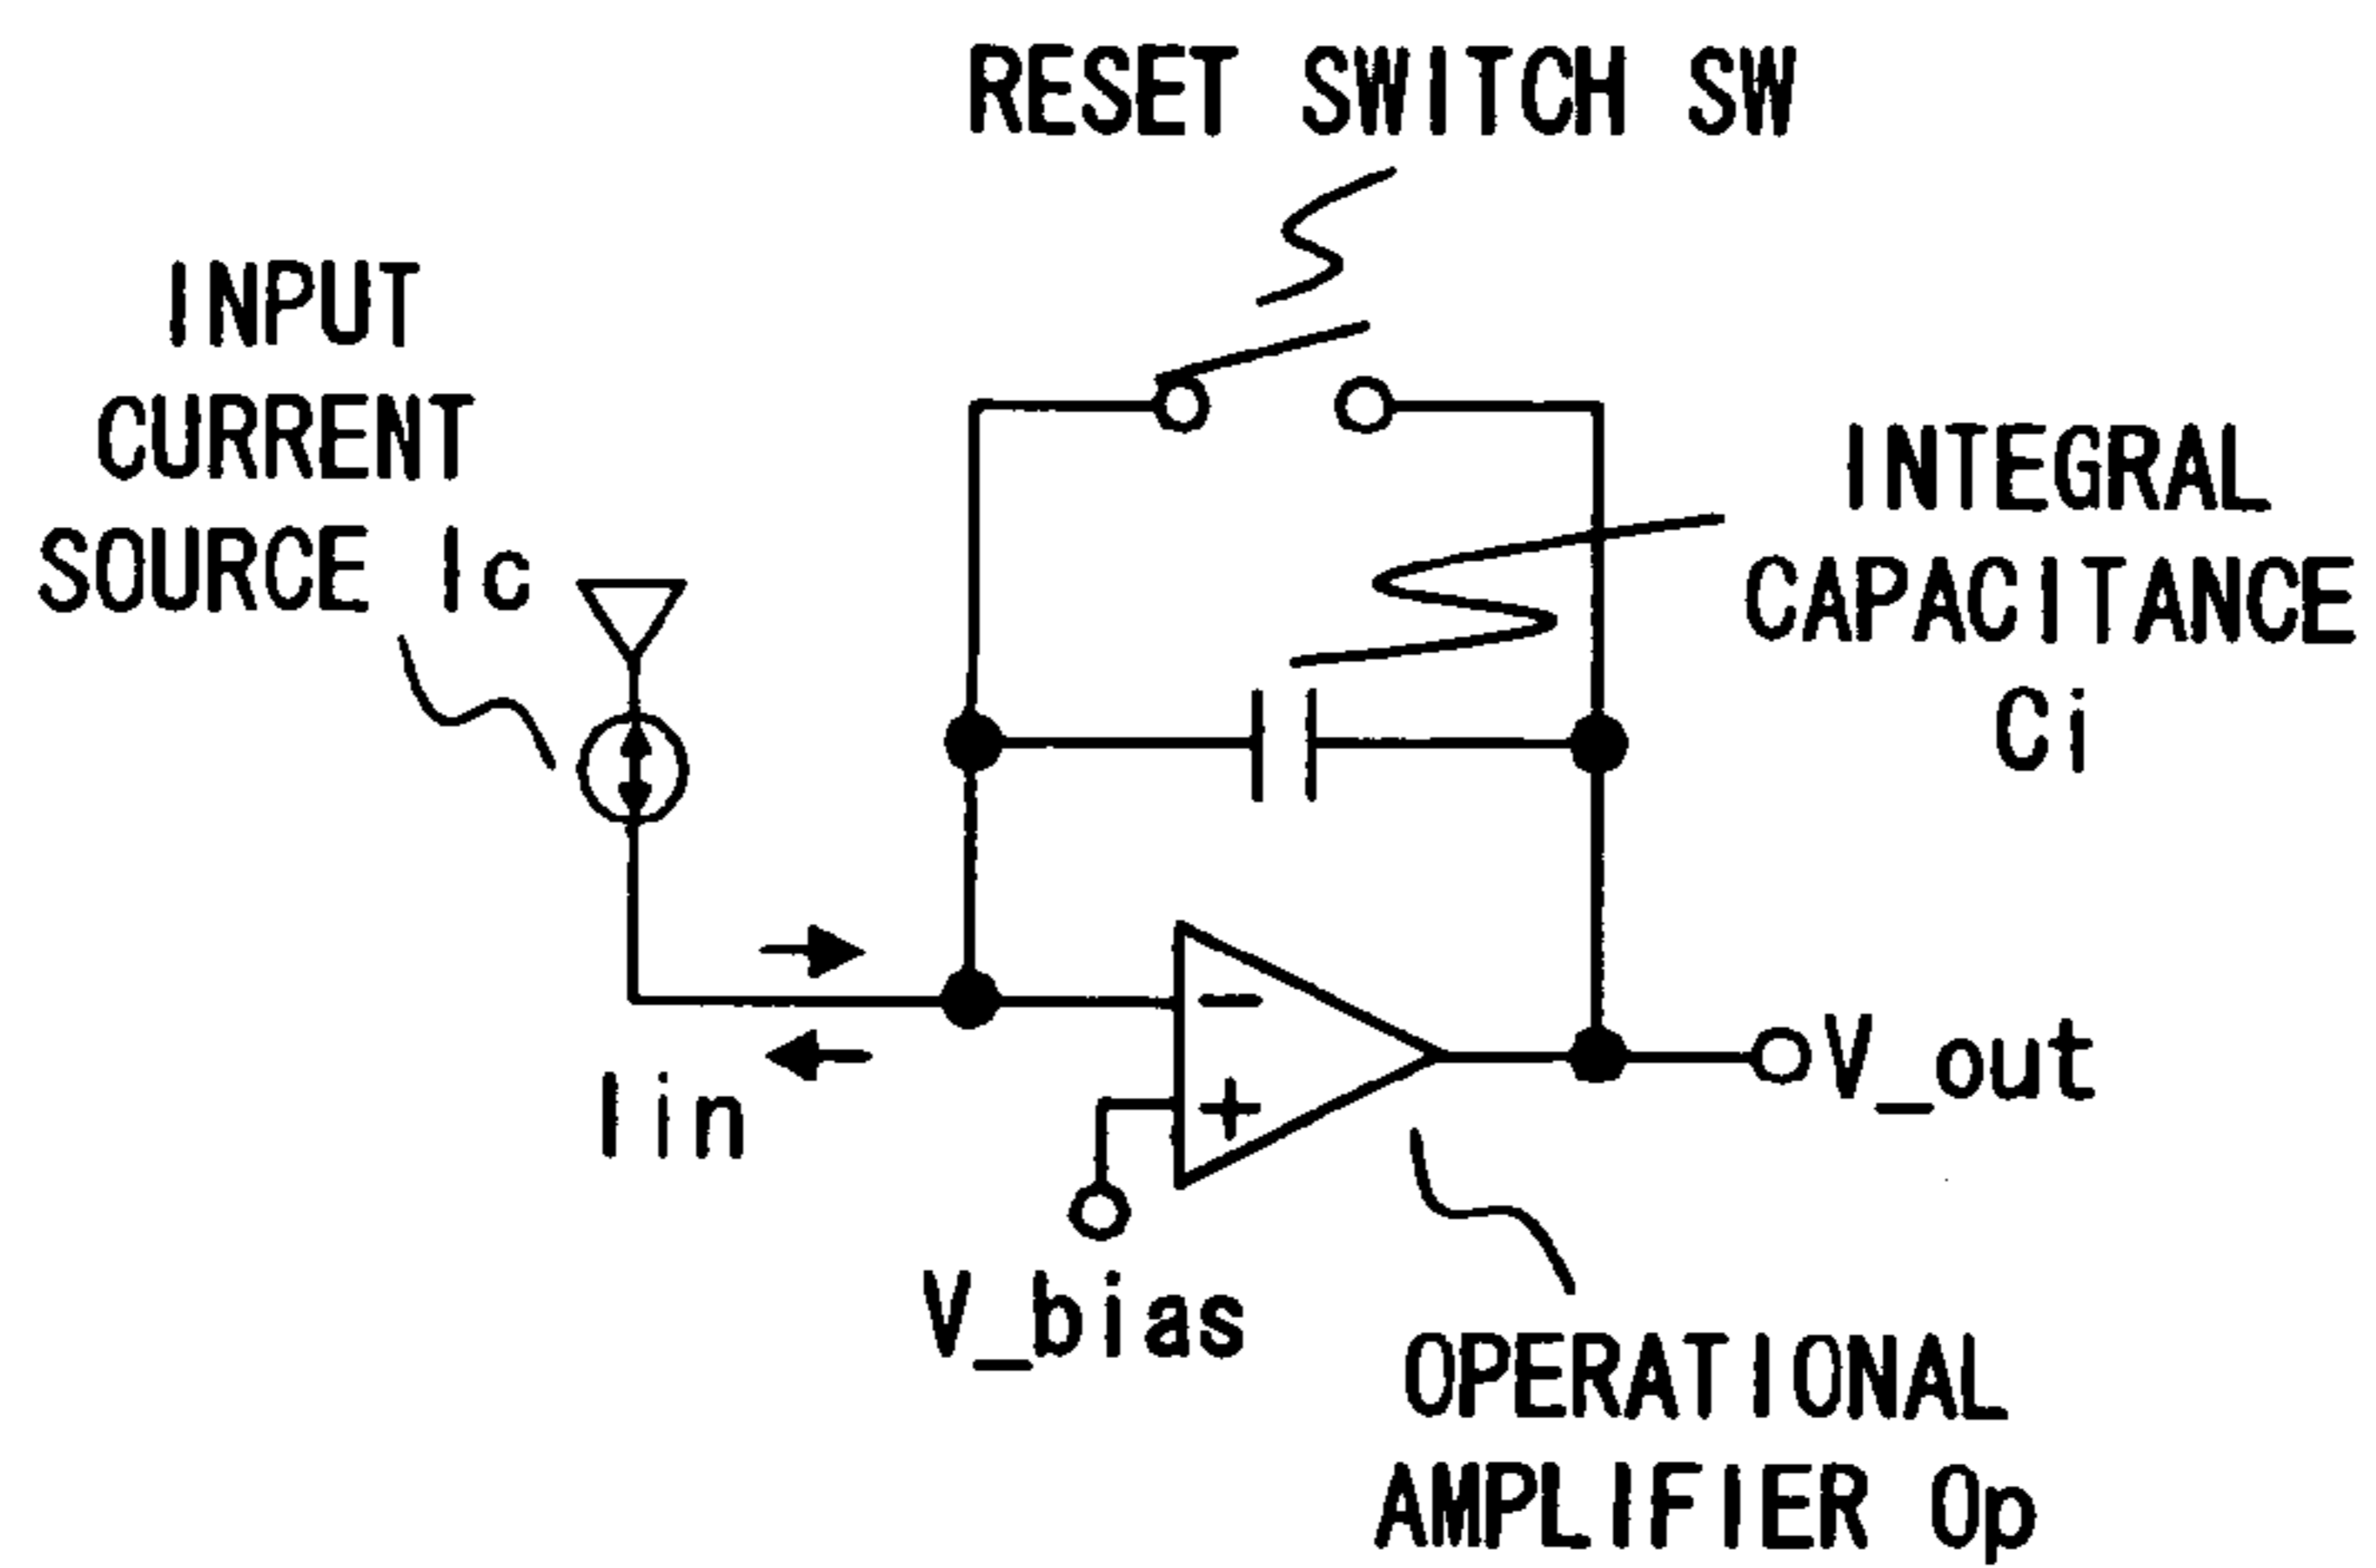 RESET SWITCH SW
INPUT
CURRENT
SOURCE Ic
INTEGRAL
CAPACITANCE
Ci
-
+
Iin
V_out
V_bias
OPERATIONAL
AMPLIFIER Op